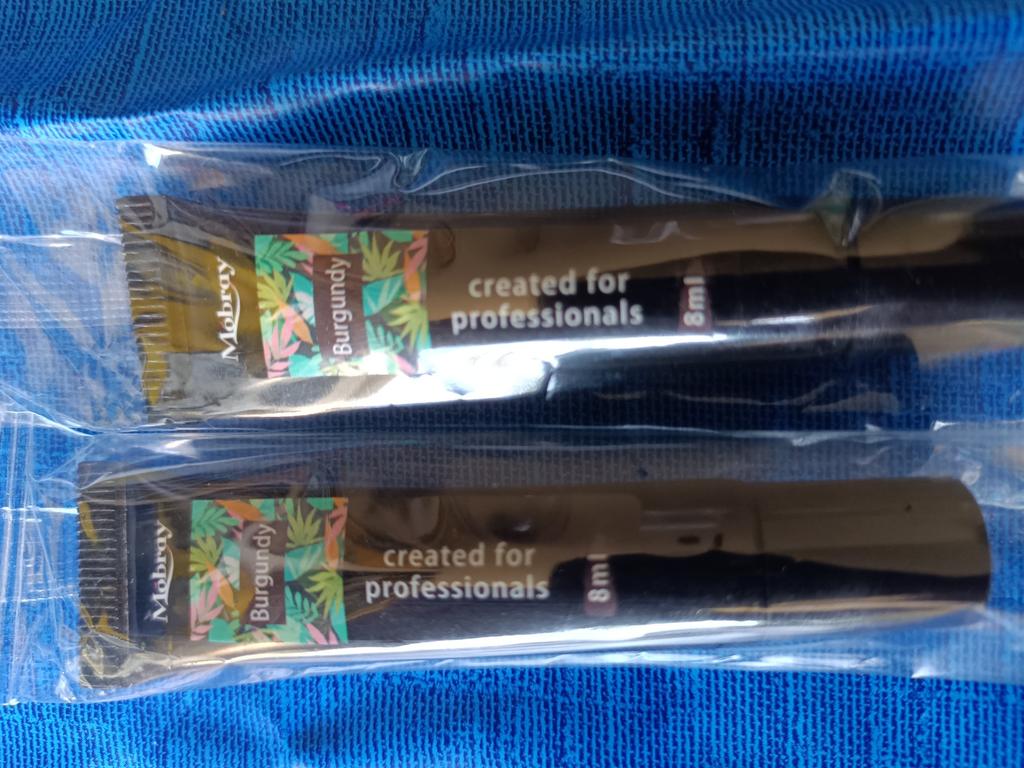 Mobray
Burgundy
created for
professionals
8ml
Mobray
Burgundy
created for
professionals
8ml